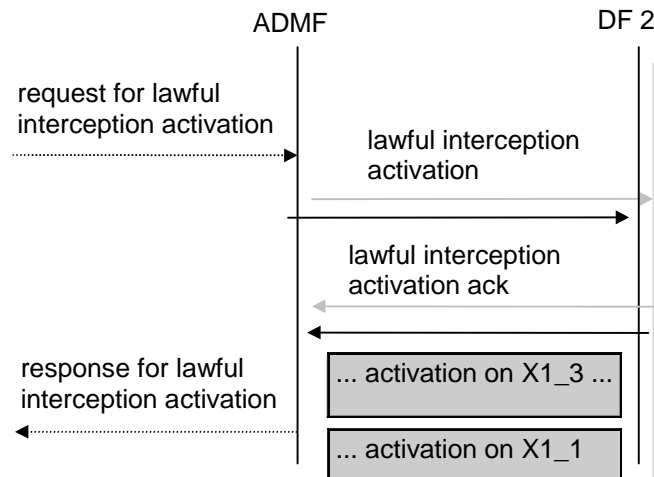 ADMF
DF 2
request for lawful
interception activation
lawful interception
activation
lawful interception
activation ack
response for lawful
interception activation
... activation on X1_3 ...
... activation on X1_1